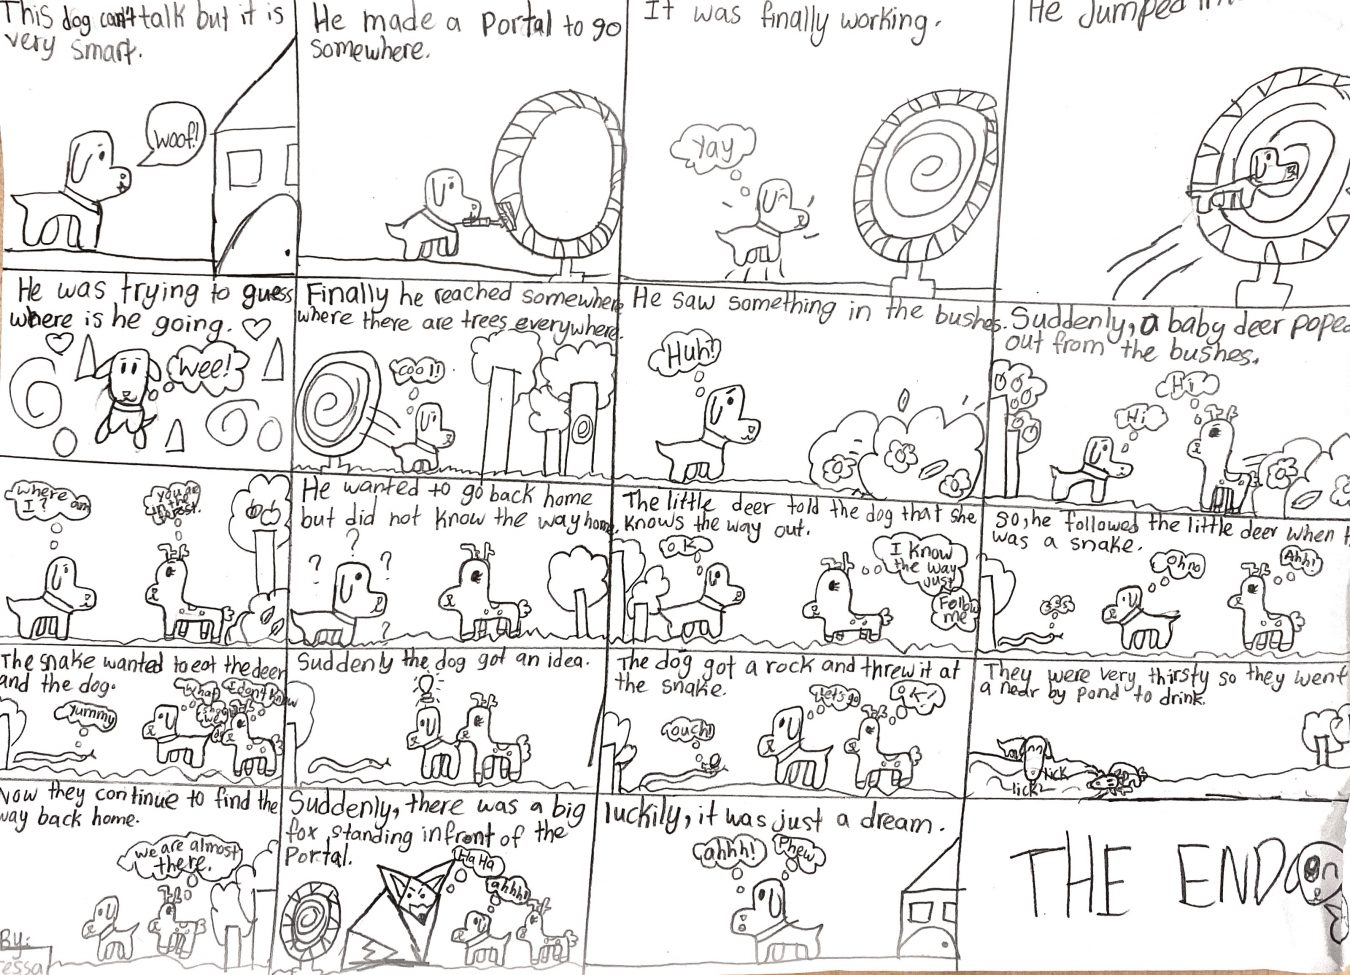 This dog can't talk but it is
very smart.
woof!
He made a Portal to go
somewhere.
It was finally working.
Yay
He Jumped
He was trying to guess
where is he going.
wee!
Finally he reached somewhere
where there are trees everywhere.
cool!
He saw something in the bushes.
Huh!
Suddenly, a baby deer poped
out from the bushes.
Hi
Hi
where
I? am
you are
the
forest.
He wanted to go back home
but did not know the way home
?
?
?
?
The little deer told the dog that she
knows the way out.
O.K
I know
the way
just
Follow
me
So, he followed the little deer when
was a snake.
sss
Oh no
Ahh!
The snake wanted to eat the deer
and the dog.
Yummy
What
should
we
do
I don't know
Suddenly the dog got an idea.
The dog got a rock and threw it at
the snake.
ouch!
Let's go
O.K!
They were very thirsty so they went
a near by pond to drink.
lick
lick
Now they continue to find the
way back home.
we are almost
there.
By:
Tessa
Suddenly, there was a big
fox standing infront of the
Portal.
Ha Ha
ahhh!
luckily, it was just a dream.
ahhh!
Phew
THE END